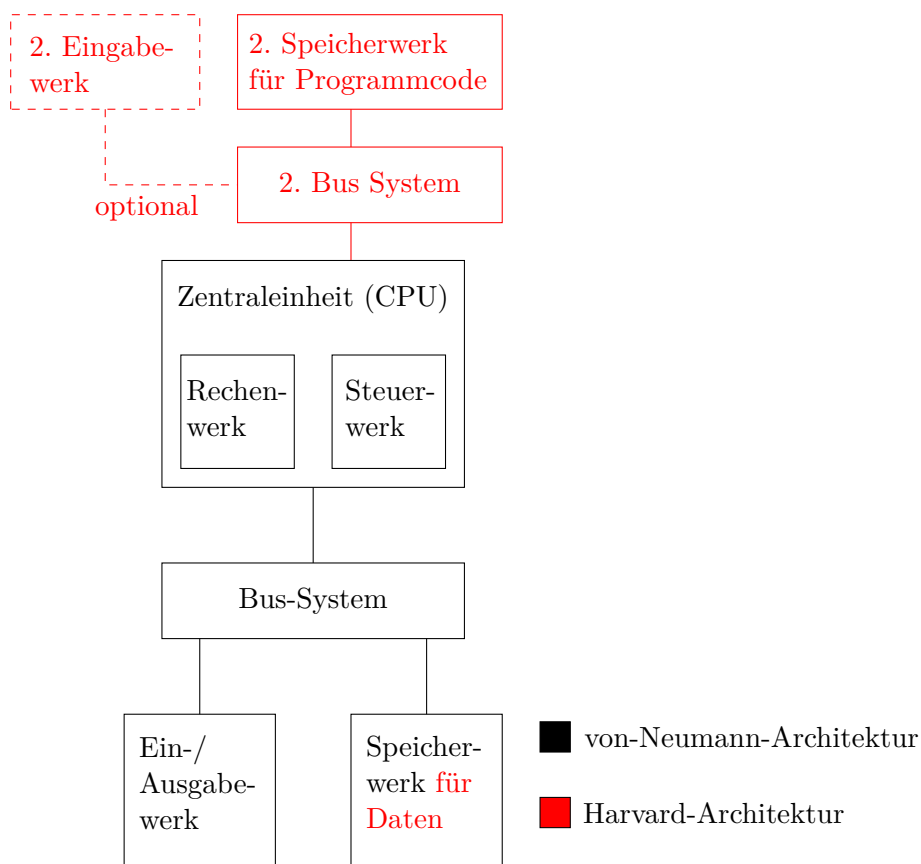 2. Eingabe-
werk
2. Speicherwerk
für Programmcode
2. Bus System
optional
Zentraleinheit (CPU)
Rechen-
werk
Steuer-
werk
Bus-System
Ein-/
Ausgabe-
werk
Speicher-
werk für
Daten
von-Neumann-Architektur
Harvard-Architektur